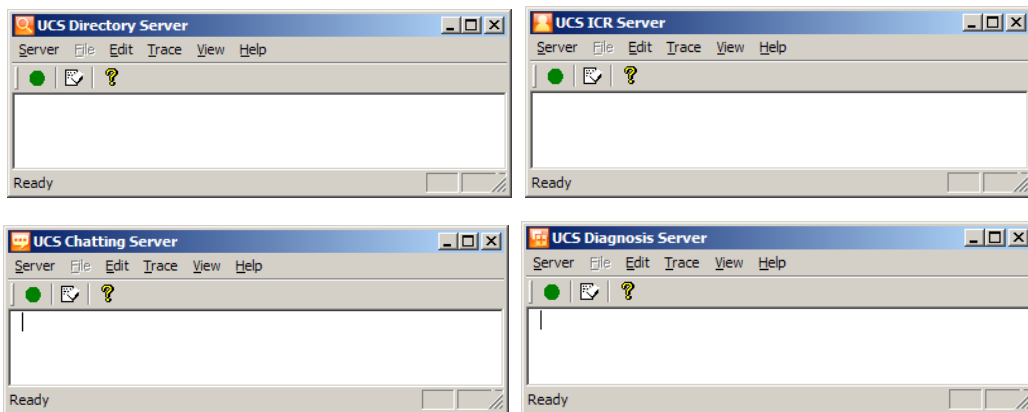 UCS Directory Server
Server File Edit Trace View Help
Ready
UCS ICR Server
Server File Edit Trace View Help
Ready
UCS Chatting Server
Server File Edit Trace View Help
Ready
UCS Diagnosis Server
Server File Edit Trace View Help
Ready